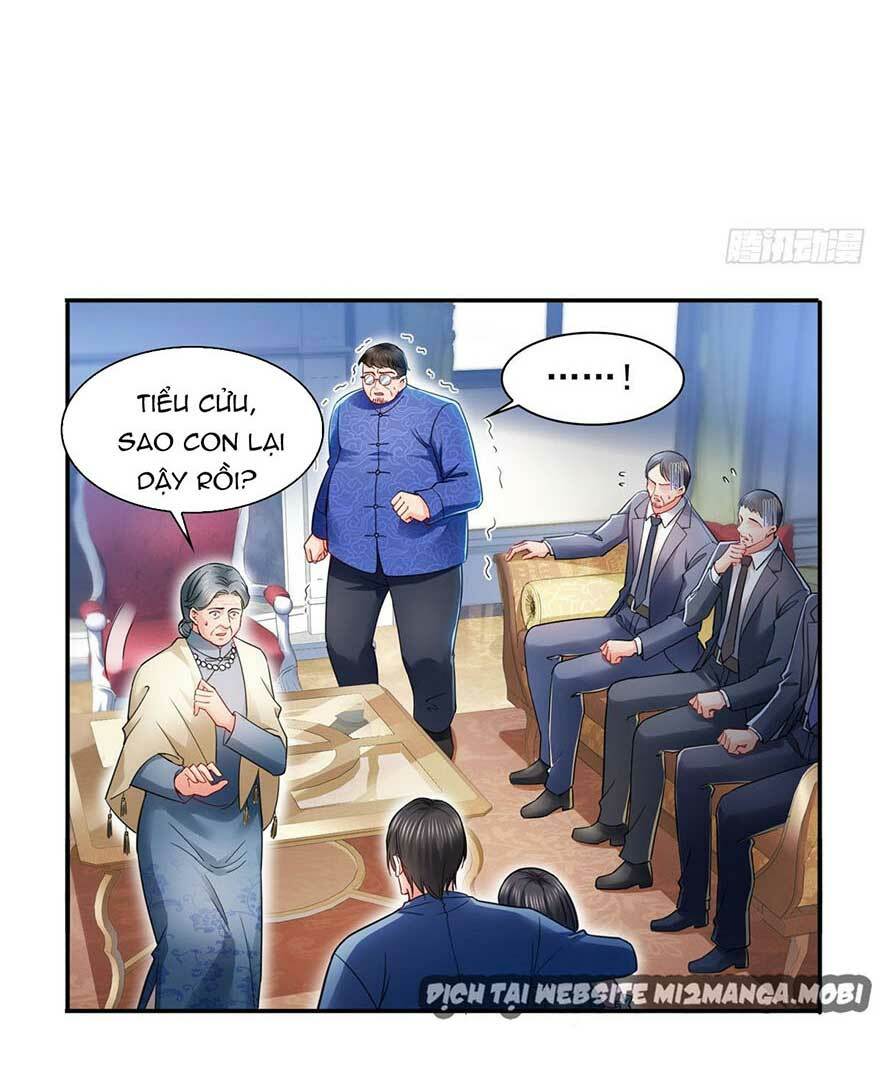 腾讯动漫
TIỂU CỬU,
SAO CON LẠI
DẬY RỒI?
······!
DỊCH TẠI WEBSITE MI2MANGA.MOBI